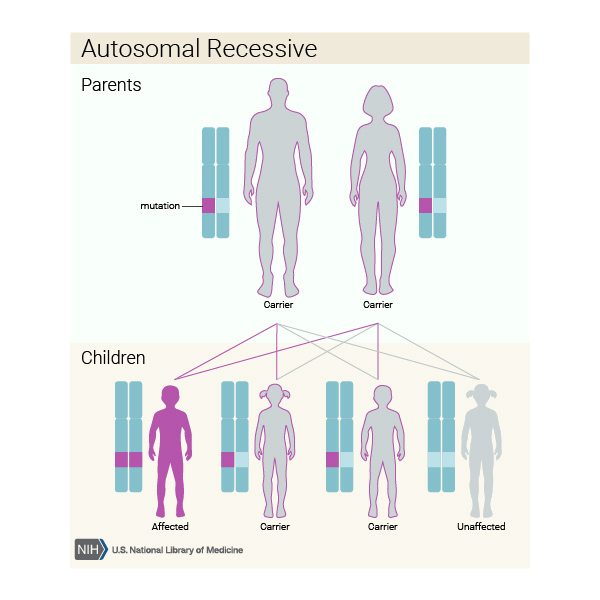 Autosomal Recessive
Parents
mutation
Carrier Carrier
Children
Affected Carrier Carrier Unaffected
NIH U.S. National Library of Medicine